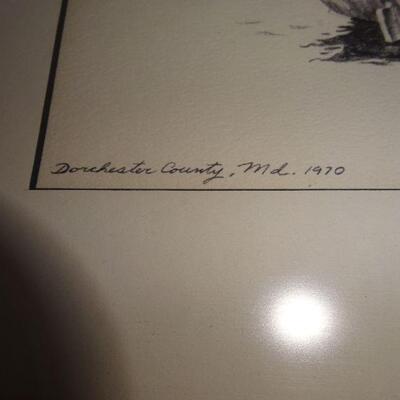 Dorchester County, Md. 1970